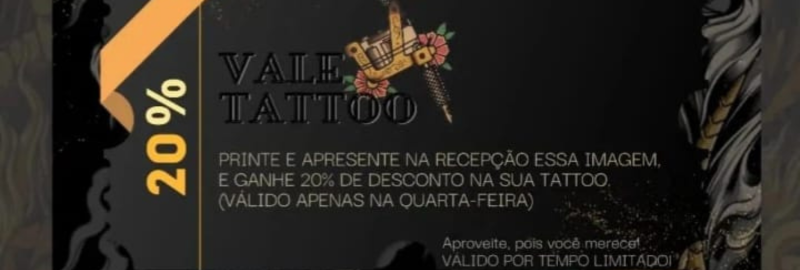 20%
VALE
TATTOO
PRINTE E APRESENTE NA RECEPÇÃO ESSA IMAGEM,
E GANHE 20% DE DESCONTO NA SUA TATTOO.
(VÁLIDO APENAS NA QUARTA-FEIRA)
Aproveite, pois você merece!
VÁLIDO POR TEMPO LIMITADO!